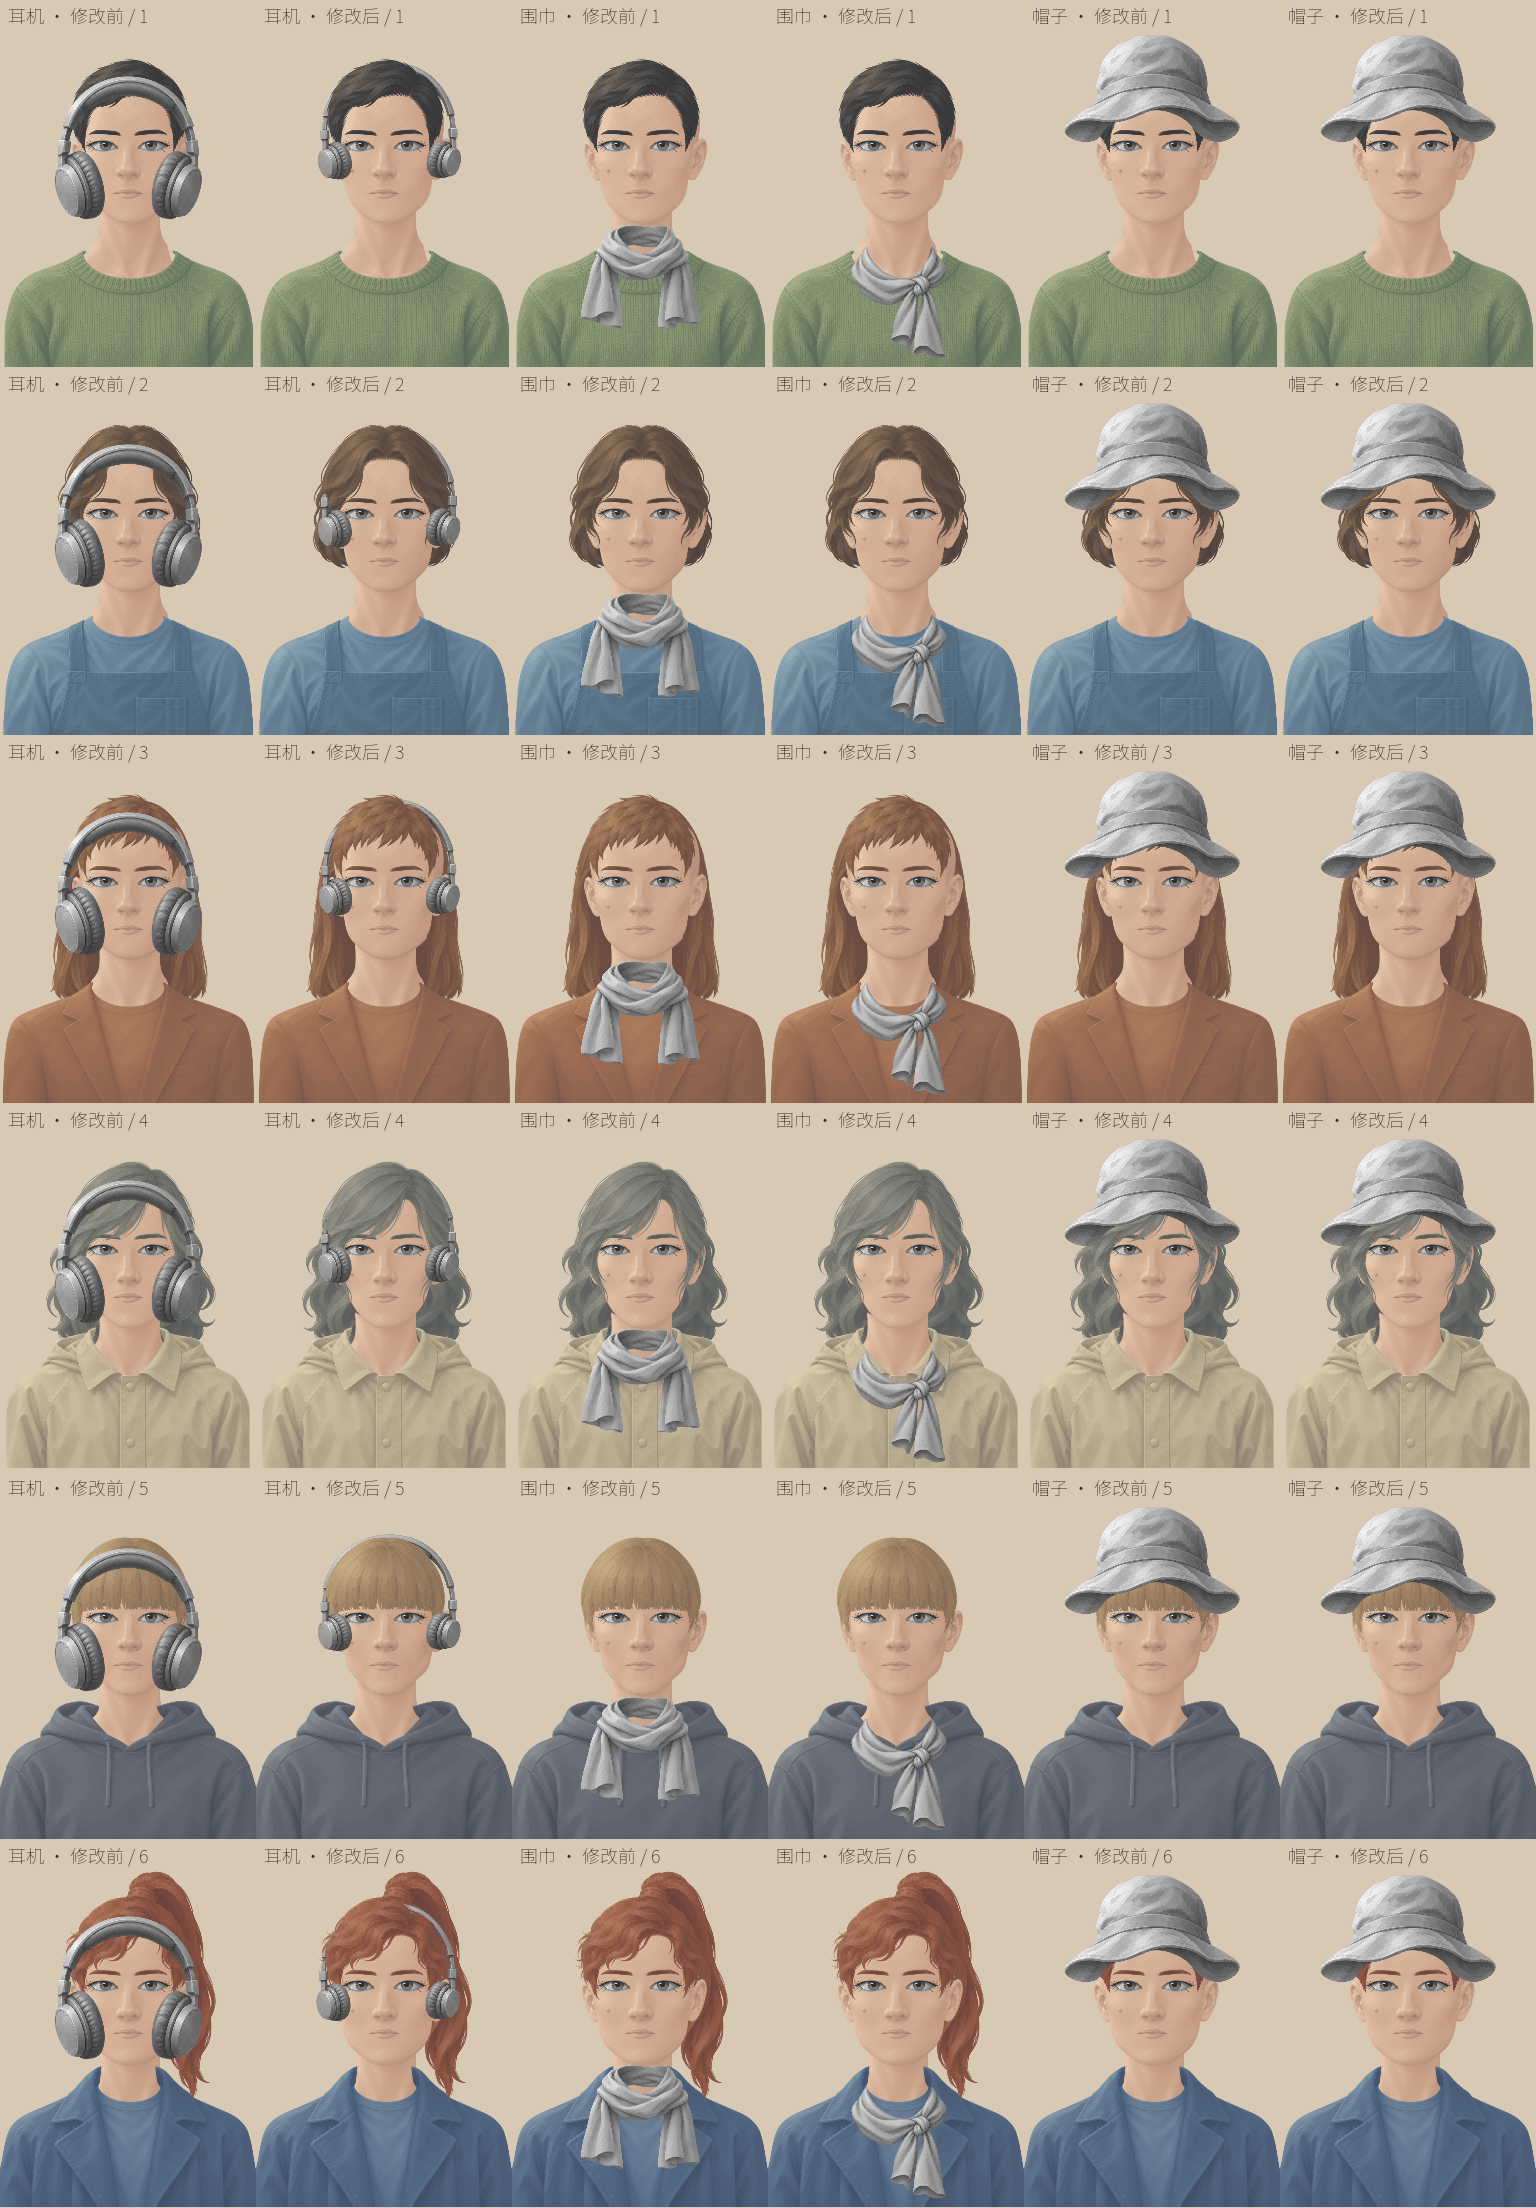 耳机 · 修改前 / 1
耳机 · 修改后 / 1
围巾 · 修改前 / 1
围巾 · 修改后 / 1
帽子 · 修改前 / 1
帽子 · 修改后 / 1
耳机 · 修改前 / 2
耳机 · 修改后 / 2
围巾 · 修改前 / 2
围巾 · 修改后 / 2
帽子 · 修改前 / 2
帽子 · 修改后 / 2
耳机 · 修改前 / 3
耳机 · 修改后 / 3
围巾 · 修改前 / 3
围巾 · 修改后 / 3
帽子 · 修改前 / 3
帽子 · 修改后 / 3
耳机 · 修改前 / 4
耳机 · 修改后 / 4
围巾 · 修改前 / 4
围巾 · 修改后 / 4
帽子 · 修改前 / 4
帽子 · 修改后 / 4
耳机 · 修改前 / 5
耳机 · 修改后 / 5
围巾 · 修改前 / 5
围巾 · 修改后 / 5
帽子 · 修改前 / 5
帽子 · 修改后 / 5
耳机 · 修改前 / 6
耳机 · 修改后 / 6
围巾 · 修改前 / 6
围巾 · 修改后 / 6
帽子 · 修改前 / 6
帽子 · 修改后 / 6